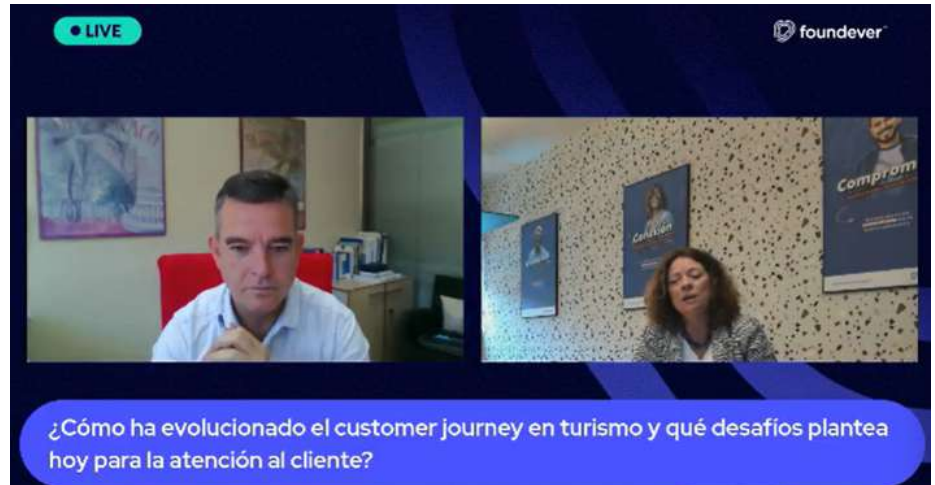 LIVE
foundever
Conexión
Comprom
¿Cómo ha evolucionado el customer journey en turismo y qué desafíos plantea
hoy para la atención al cliente?